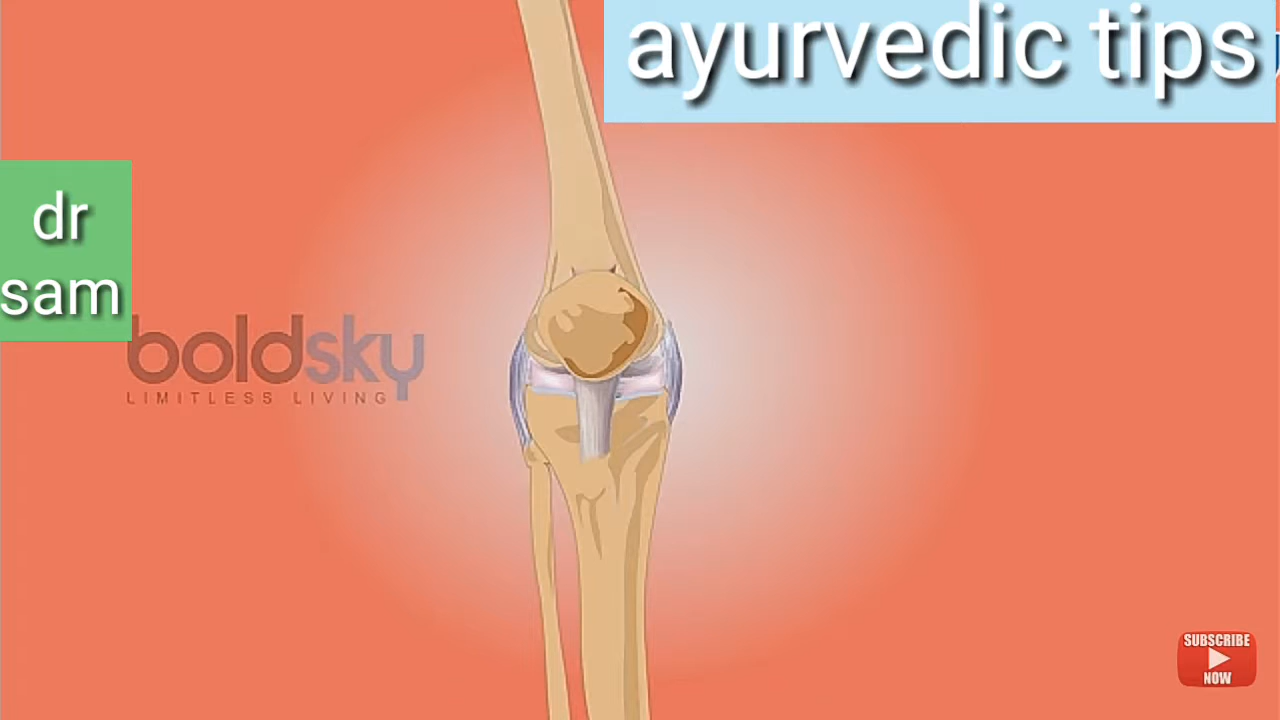 ayurvedic tips
dr
sam
boldsky
LIMITLESS LIVING
SUBSCRIBE
NOW